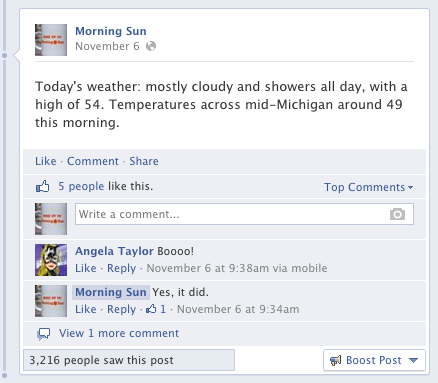 Morning Sun
November 6
Today's weather: mostly cloudy and showers all day, with a
high of 54. Temperatures across mid-Michigan around 49
this morning.
Like · Comment · Share
5 people like this.
Top Comments
Write a comment...
Angela Taylor Boooo!
Like · Reply · November 6 at 9:38am via mobile
Morning Sun Yes, it did.
Like · Reply · 1 · November 6 at 9:34am
View 1 more comment
3,216 people saw this post
Boost Post